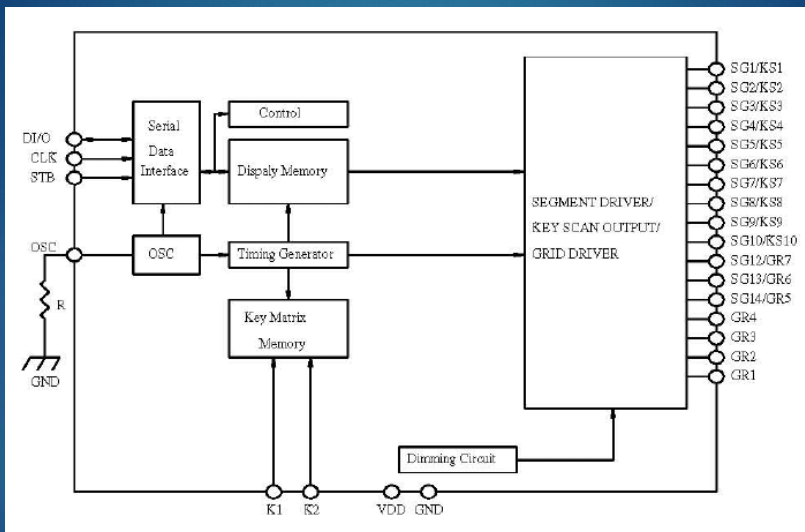 Serial
Data
Interface
Control
Dispaly Memory
DI/O
CLK
STB
OSC
OSC
Timing Generator
R
GND
Key Matrix
Memory
SEGMENT DRIVER/
KEY SCAN OUTPUT/
GRID DRIVER
Dimming Circuit
K1
K2
VDD
GND
SG1/KS1
SG2/KS2
SG3/KS3
SG4/KS4
SG5/KS5
SG6/KS6
SG7/KS7
SG8/KS8
SG9/KS9
SG10/KS10
SG12/GR7
SG13/GR6
SG14/GR5
GR4
GR3
GR2
GR1